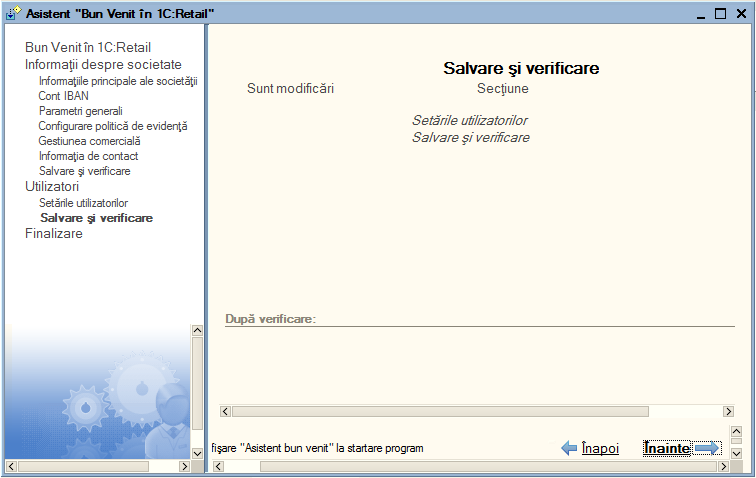 Asistent "Bun Venit în 1C:Retail"
Bun Venit în 1C:Retail
Informaţii despre societate
Informaţiile principale ale societăţii
Cont IBAN
Parametri generali
Configurare politică de evidenţă
Gestiunea comercială
Informaţia de contact
Salvare şi verificare
Utilizatori
Setările utilizatorilor
Salvare şi verificare
Finalizare
Salvare şi verificare
Sunt modificări Secţiune
Setările utilizatorilor
Salvare şi verificare
După verificare:
fişare "Asistent bun venit" la startare program
Înapoi Înainte